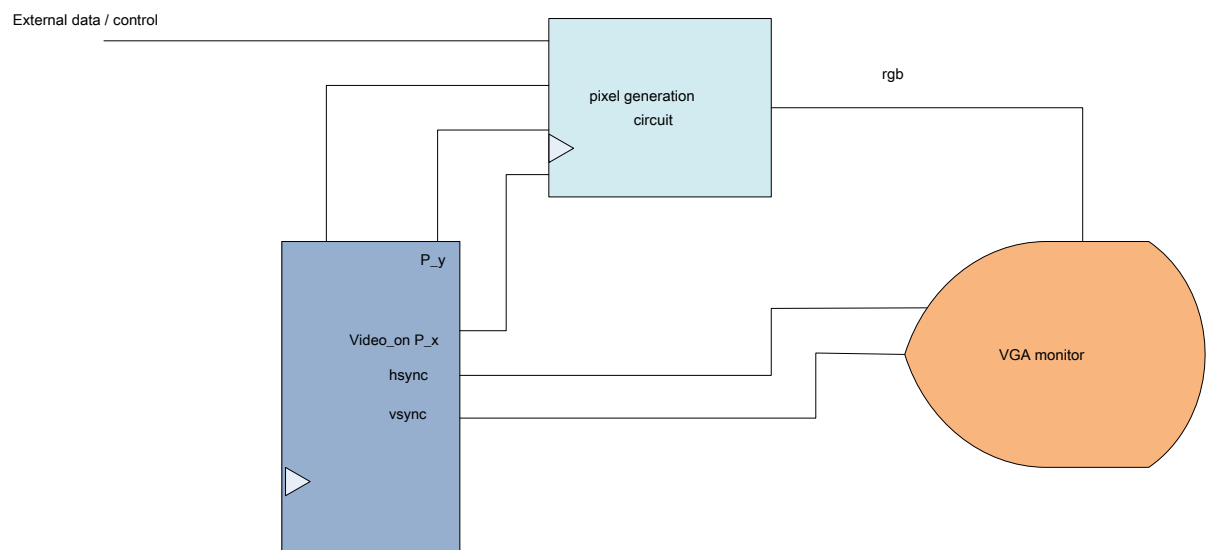 External data / control
rgb
pixel generation
circuit
P_y
Video_on P_x
hsync
vsync
VGA monitor